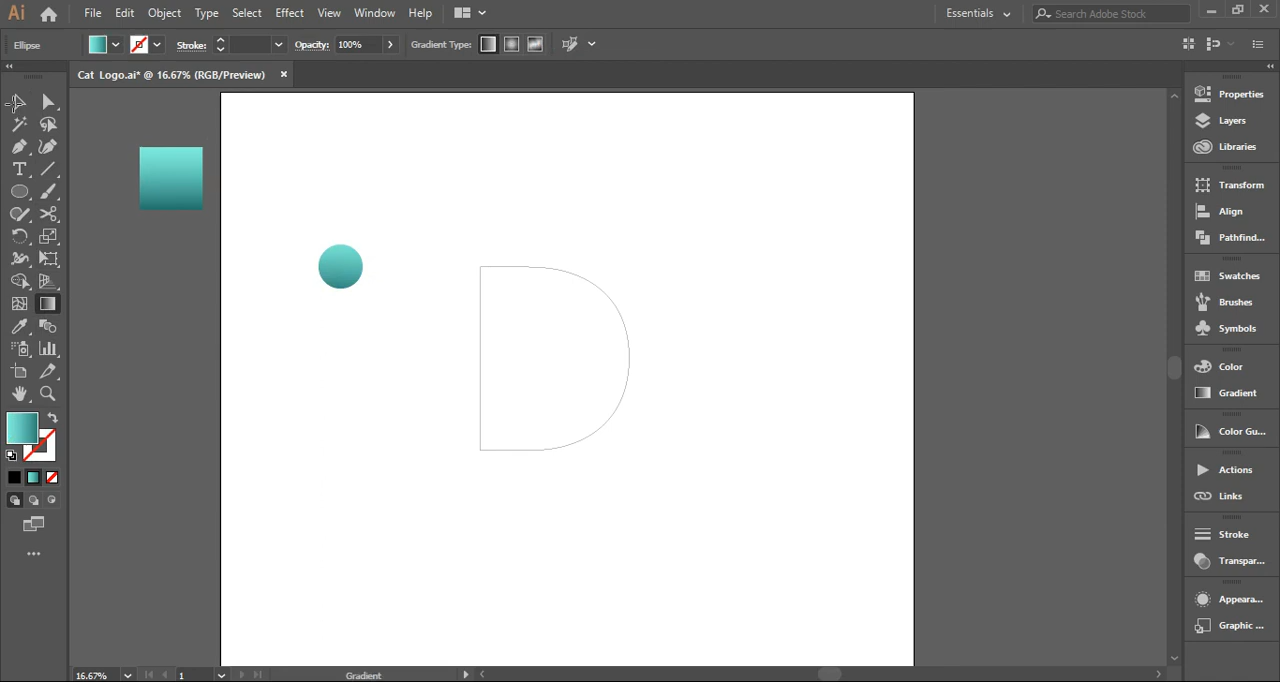 Ai File Edit Object Type Select Effect View Window Help Essentials Search Adobe Stock
Ellipse Stroke: Opacity: 100% Gradient Type:
Cat Logo.ai* @ 16.67% (RGB/Preview)
Properties
Layers
Libraries
Transform
Align
Pathfind...
Swatches
Brushes
Symbols
Color
Gradient
Color Gu...
Actions
Links
Stroke
Transpar...
Appeara...
Graphic ...
16.67% 1 Gradient